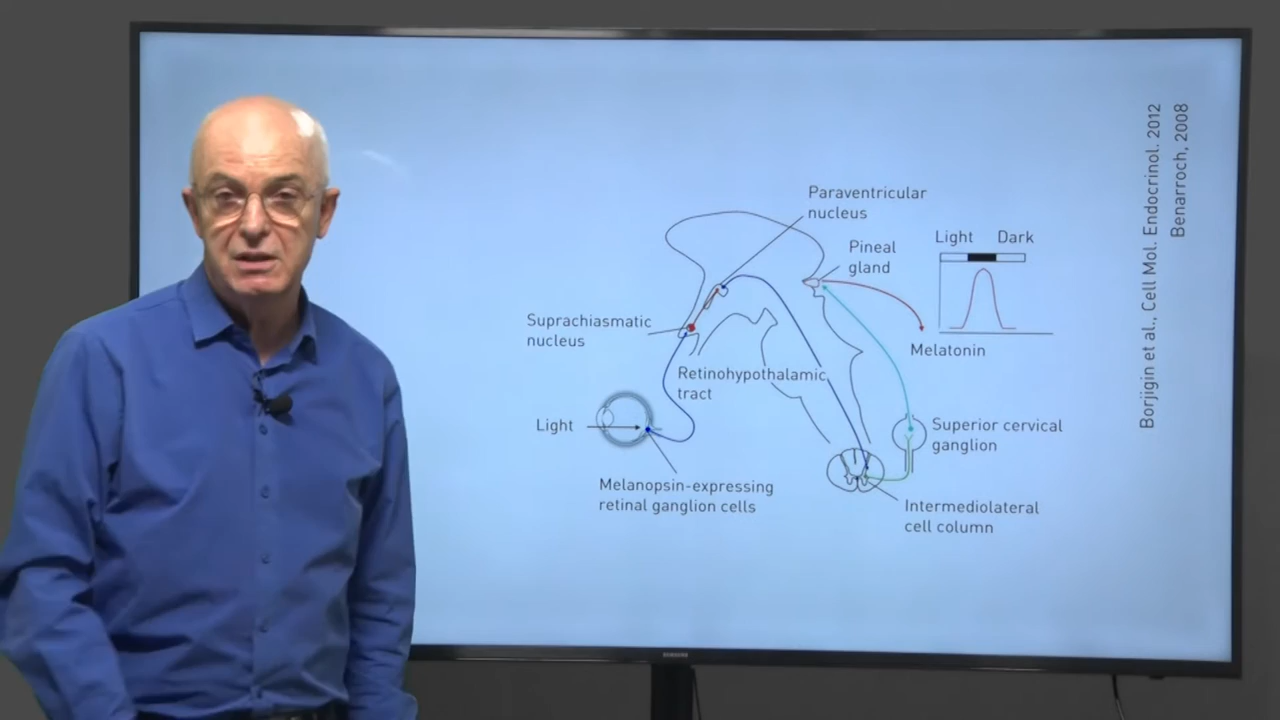 Paraventricular
nucleus
Light Dark
Pineal
gland
Suprachiasmatic
nucleus
Melatonin
Retinohypothalamic
tract
Light
Superior cervical
ganglion
Melanopsin-expressing
retinal ganglion cells
Intermediolateral
cell column
Borjigin et al., Cell Mol. Endocrinol. 2012
Benarroch, 2008
SAMSUNG